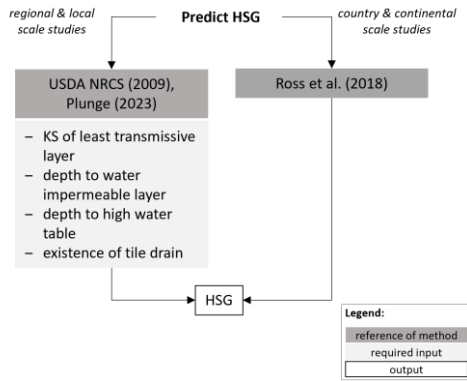 regional & local
scale studies
Predict HSG
country & continental
scale studies
USDA NRCS (2009),
Plunge (2023)
Ross et al. (2018)
– KS of least transmissive
layer
– depth to water
impermeable layer
– depth to high water
table
– existence of tile drain
HSG
Legend:
reference of method
required input
output